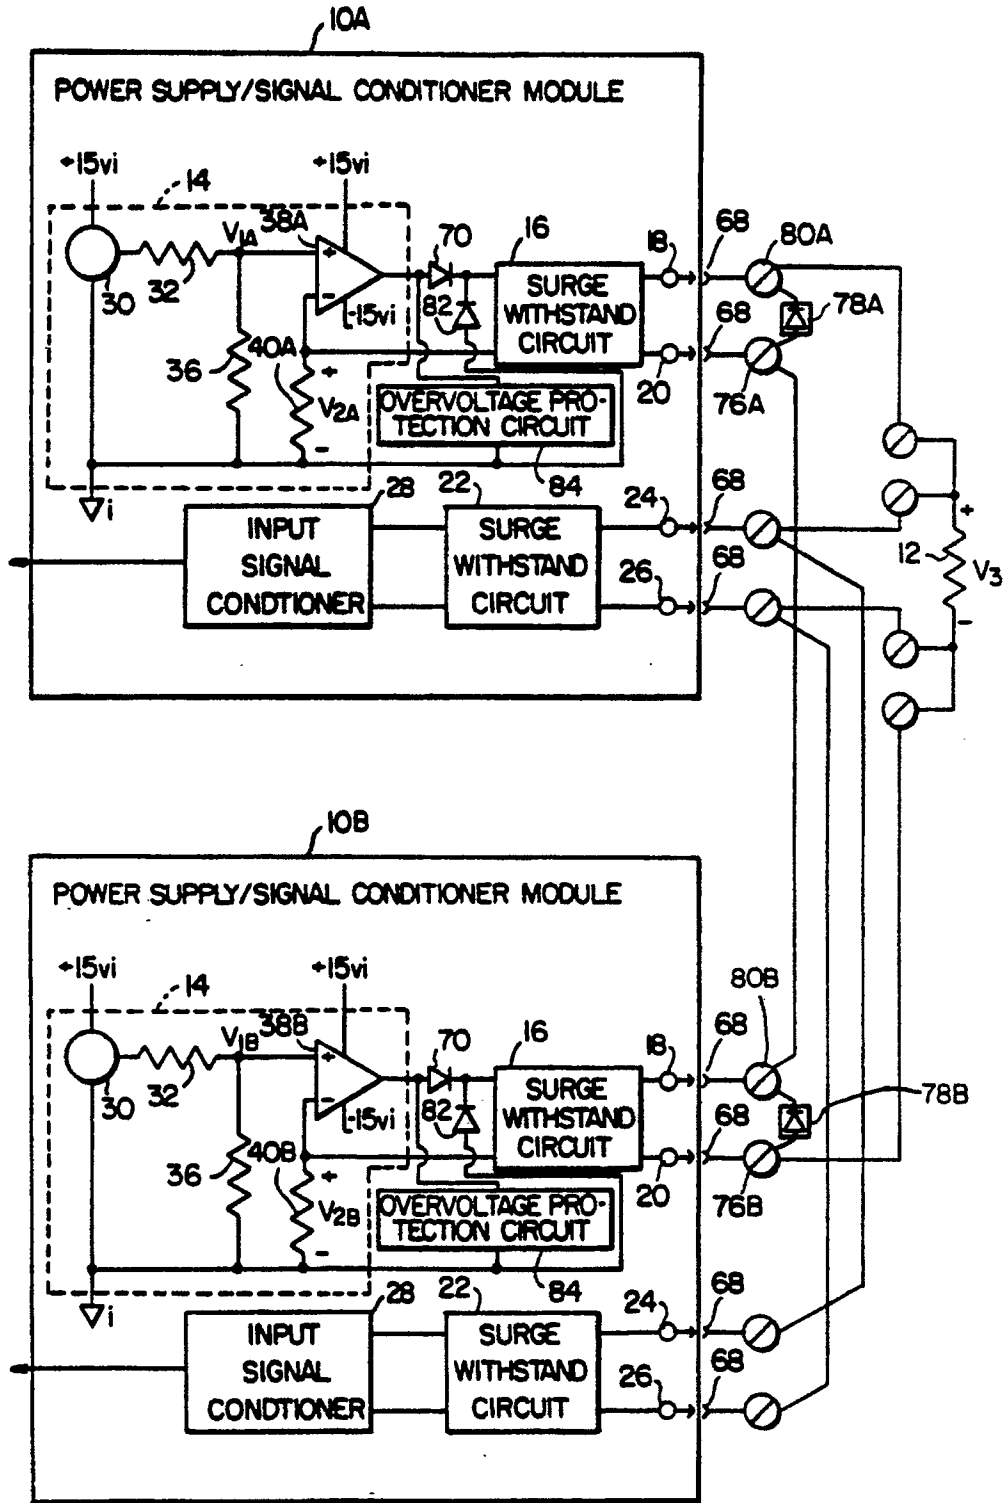 10A
POWER SUPPLY/SIGNAL CONDITIONER MODULE
+15vi
+15vi
14
38A
V1A
70
16
18
68
80A
30
32
-15vi
82
SURGE
WITHSTAND
CIRCUIT
68
78A
36
40A
+
V2A
-
20
76A
OVERVOLTAGE PRO-
TECTION CIRCUIT
i
28
22
84
24
68
+
12
V3
-
INPUT
SIGNAL
CONDTIONER
SURGE
WITHSTAND
CIRCUIT
26
68
10B
POWER SUPPLY/SIGNAL CONDITIONER MODULE
+15vi
+15vi
14
38B
V1B
70
16
18
68
80B
30
32
-15vi
82
SURGE
WITHSTAND
CIRCUIT
68
78B
36
40B
+
V2B
-
20
76B
OVERVOLTAGE PRO-
TECTION CIRCUIT
i
28
22
84
24
68
INPUT
SIGNAL
CONDTIONER
SURGE
WITHSTAND
CIRCUIT
26
68